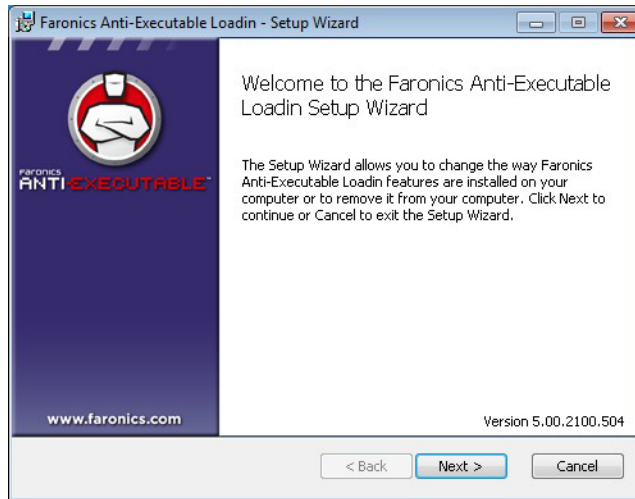 Faronics Anti-Executable Loadin - Setup Wizard
Welcome to the Faronics Anti-Executable
Loadin Setup Wizard
The Setup Wizard allows you to change the way Faronics
Anti-Executable Loadin features are installed on your
computer or to remove it from your computer. Click Next to
continue or Cancel to exit the Setup Wizard.
FARONICS
ANTI-EXECUTABLE™
www.faronics.com
Version 5.00.2100.504
< Back
Next >
Cancel